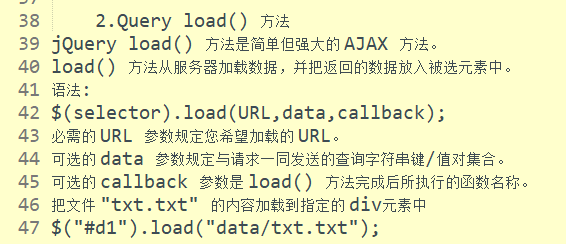 38 2.Query load() 方法
39 jQuery load() 方法是简单但强大的 AJAX 方法。
40 load() 方法从服务器加载数据，并把返回的数据放入被选元素中。
41 语法:
42 $(selector).load(URL,data,callback);
43 必需的 URL 参数规定您希望加载的 URL。
44 可选的 data 参数规定与请求一同发送的查询字符串键/值对集合。
45 可选的 callback 参数是 load() 方法完成后所执行的函数名称。
46 把文件 "txt.txt" 的内容加载到指定的 div元素中
47 $("#d1").load("data/txt.txt");